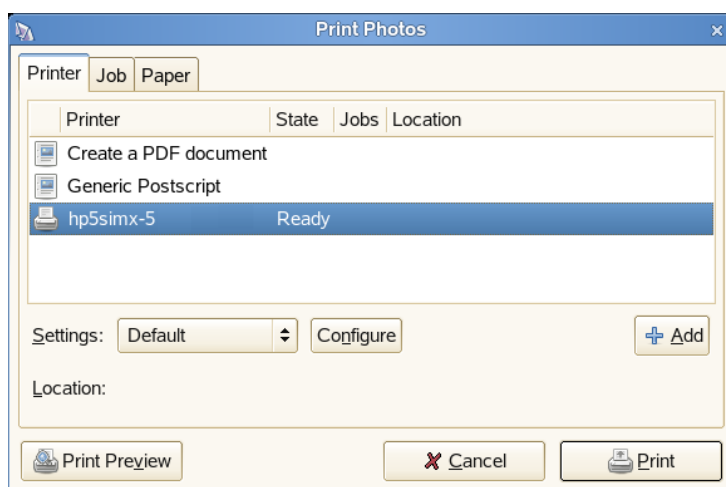 Print Photos
Printer Job Paper
Printer State Jobs Location
Create a PDF document
Generic Postscript
hp5simx-5 Ready
Settings: Default Configure Add
Location:
Print Preview Cancel Print